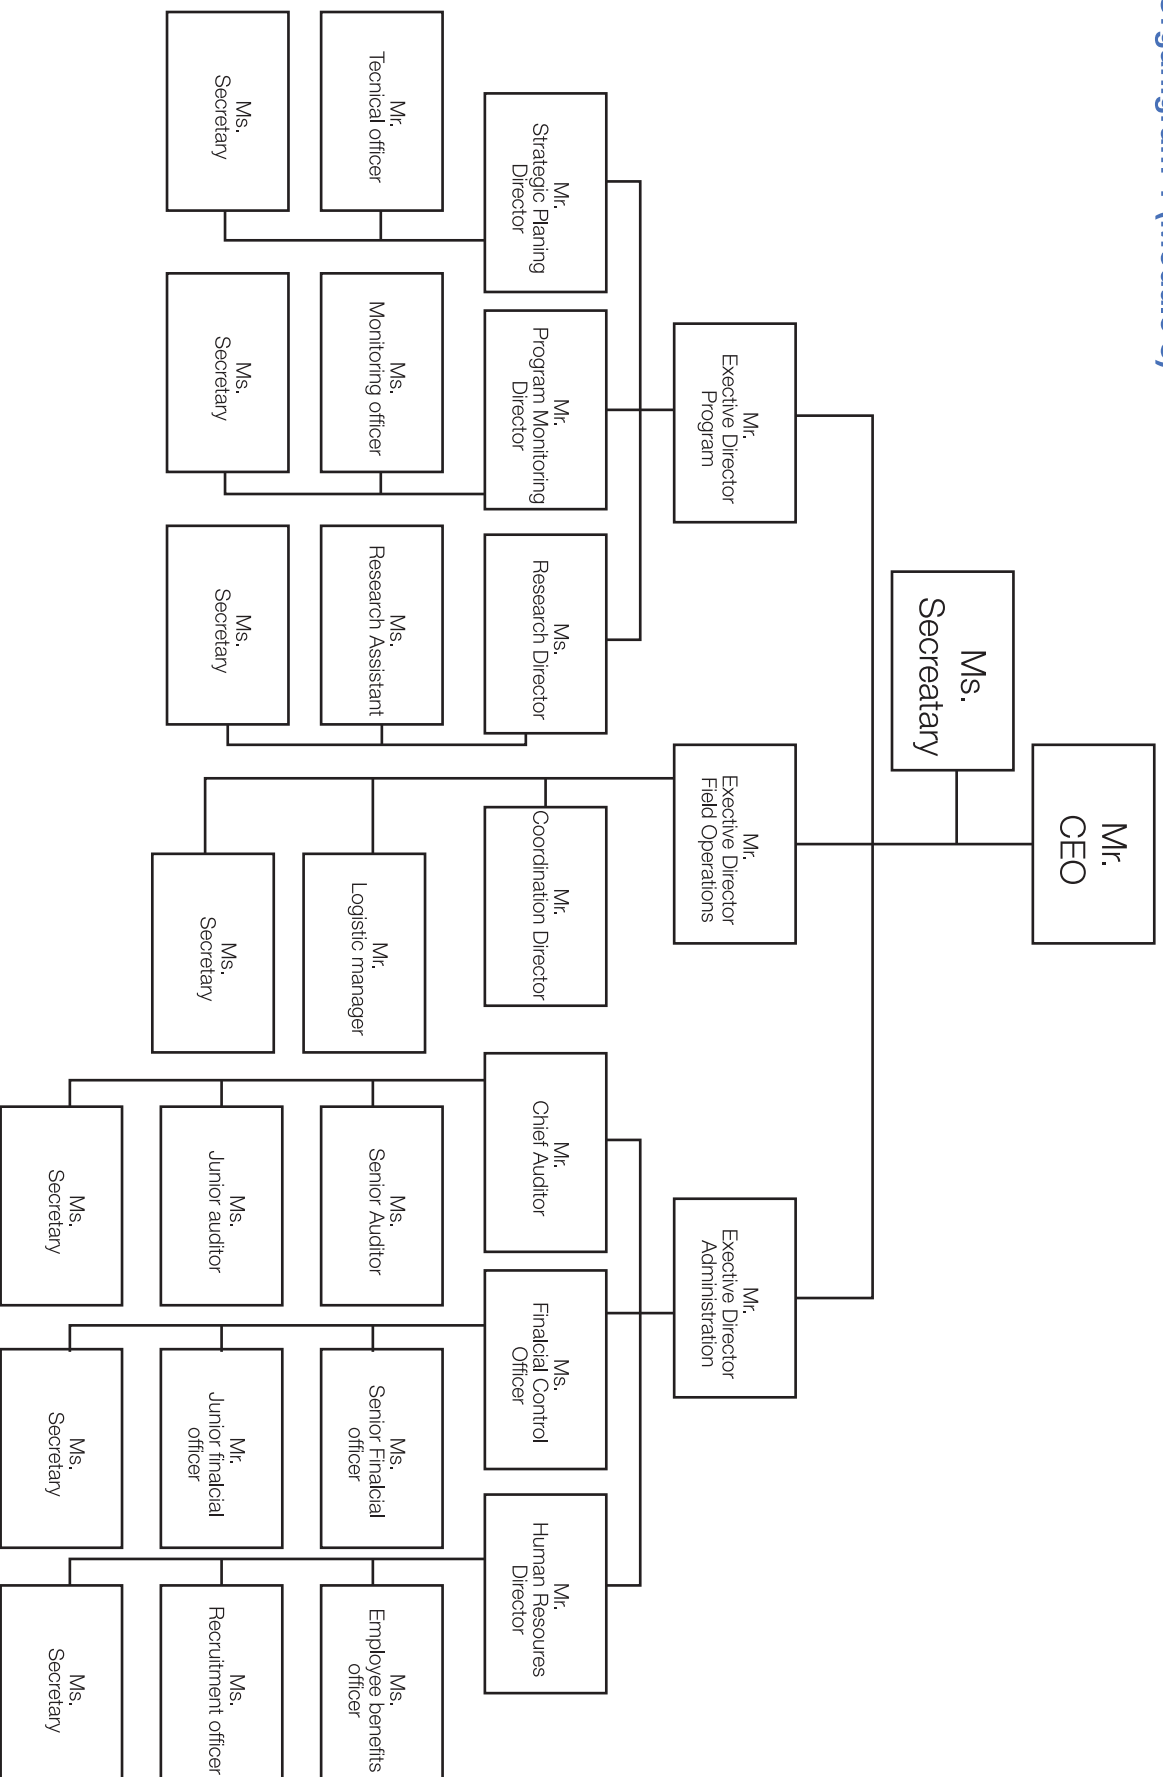 Mr.
CEO
Ms.
Secreatary
Mr.
Exective Director
Program
Mr.
Exective Director
Field Operations
Mr.
Exective Director
Administration
Mr.
Strategic Planing
Director
Mr.
Program Monitoring
Director
Ms.
Research Director
Mr.
Coordination Director
Mr.
Chief Auditor
Ms.
Finalcial Control
Officer
Mr.
Human Resoures
Director
Mr.
Tecnical officer
Ms.
Monitoring officer
Ms.
Research Assistant
Mr.
Logistic manager
Ms.
Senior Auditor
Ms.
Senior Finalcial
officer
Ms.
Employee benefits
officer
Ms.
Secretary
Ms.
Secretary
Ms.
Secretary
Ms.
Secretary
Ms.
Junior auditor
Mr.
Junior finalcial
officer
Ms.
Recruitment officer
Ms.
Secretary
Ms.
Secretary
Ms.
Secretary